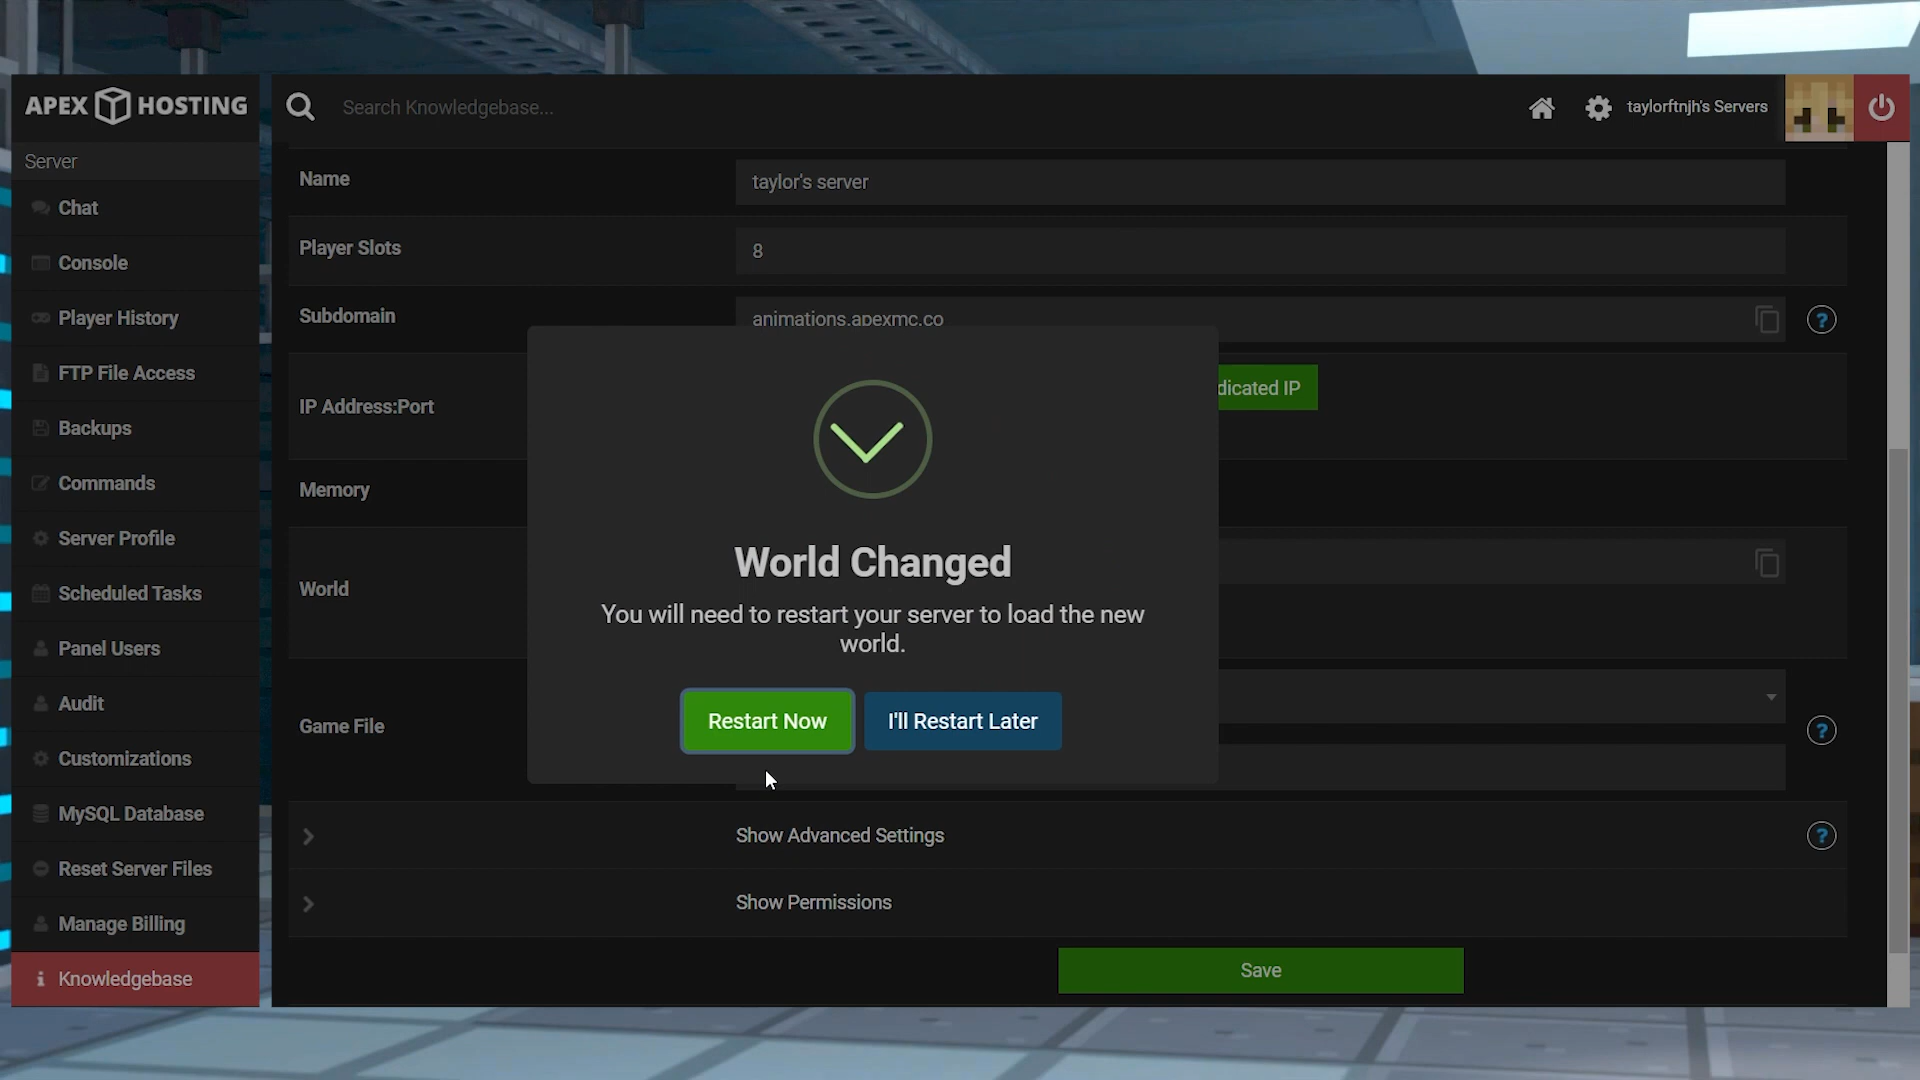 APEX HOSTING
Search Knowledgebase...
taylorftnjh's Servers
Server
Chat
Console
Player History
FTP File Access
Backups
Commands
Server Profile
Scheduled Tasks
Panel Users
Audit
Customizations
MySQL Database
Reset Server Files
Manage Billing
Knowledgebase
Name
taylor's server
Player Slots
8
Subdomain
animations.apexmc.co
IP Address:Port
dicated IP
Memory
World
Game File
World Changed
You will need to restart your server to load the new
world.
Restart Now
I'll Restart Later
Show Advanced Settings
Show Permissions
Save